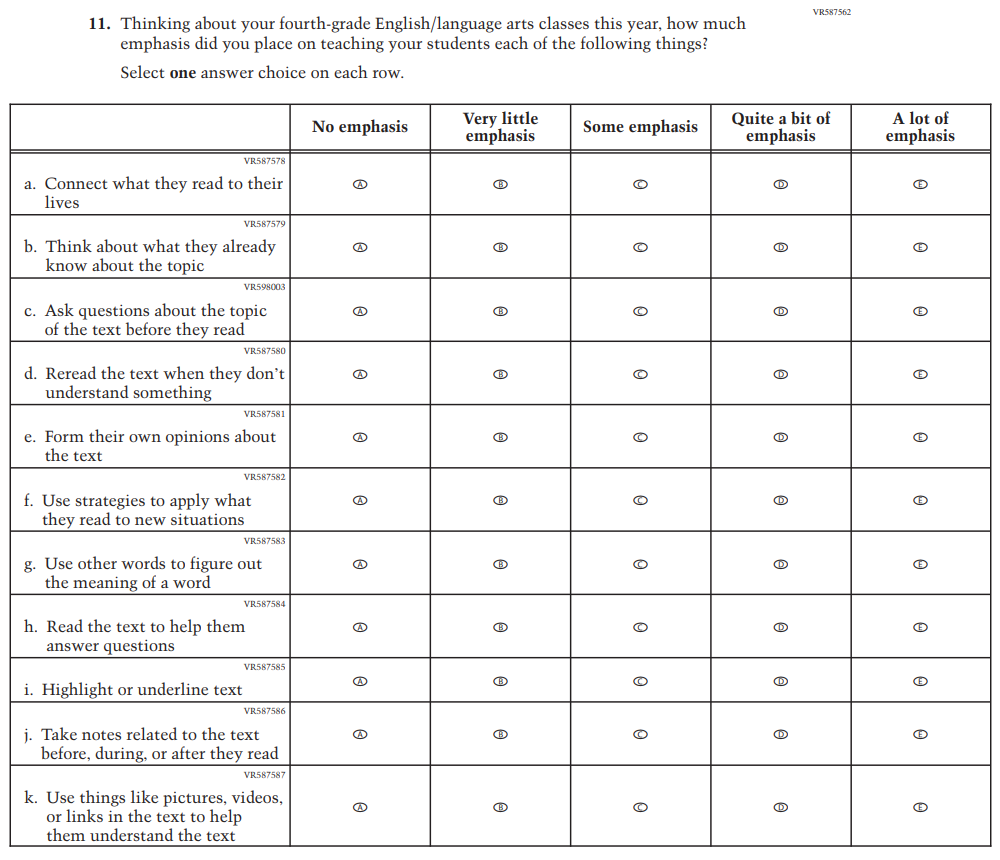 VR587562
11. Thinking about your fourth-grade English/language arts classes this year, how much
emphasis did you place on teaching your students each of the following things?
Select one answer choice on each row.
No emphasis
Very little
emphasis
Some emphasis
Quite a bit of
emphasis
A lot of
emphasis
VR587578
a. Connect what they read to their
lives
A B C D E
VR587579
b. Think about what they already
know about the topic
A B C D E
VR598003
c. Ask questions about the topic
of the text before they read
A B C D E
VR587580
d. Reread the text when they don’t
understand something
A B C D E
VR587581
e. Form their own opinions about
the text
A B C D E
VR587582
f. Use strategies to apply what
they read to new situations
A B C D E
VR587583
g. Use other words to figure out
the meaning of a word
A B C D E
VR587584
h. Read the text to help them
answer questions
A B C D E
VR587585
i. Highlight or underline text
A B C D E
VR587586
j. Take notes related to the text
before, during, or after they read
A B C D E
VR587587
k. Use things like pictures, videos,
or links in the text to help
them understand the text
A B C D E